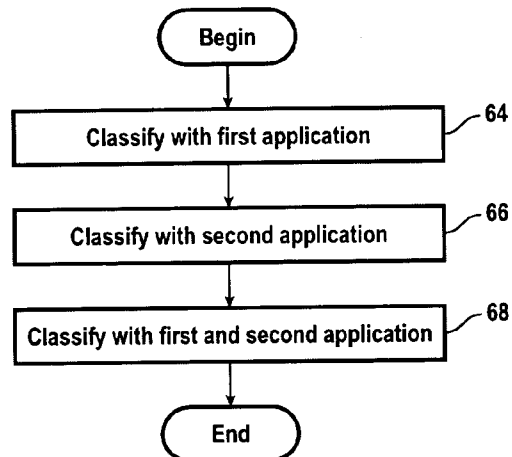 Begin
Classify with first application
64
Classify with second application
66
Classify with first and second application
68
End